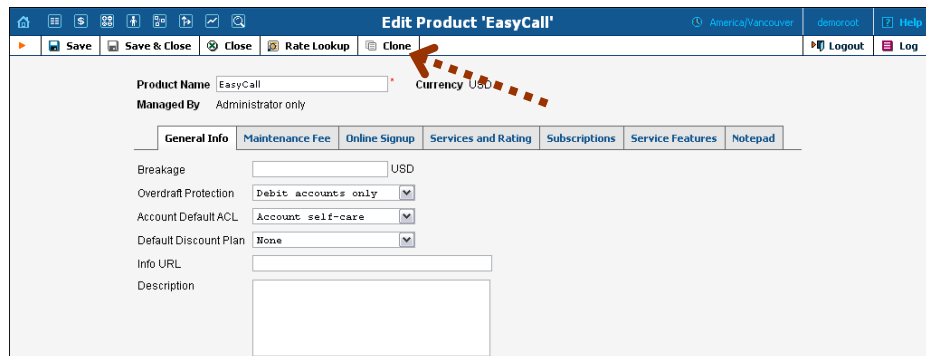 Edit Product 'EasyCall' America/Vancouver demoroot ? Help
Save Save & Close Close Rate Lookup Clone Logout Log
Product Name EasyCall * Currency USD
Managed By Administrator only
General Info Maintenance Fee Online Signup Services and Rating Subscriptions Service Features Notepad
Breakage USD
Overdraft Protection Debit accounts only
Account Default ACL Account self-care
Default Discount Plan None
Info URL
Description